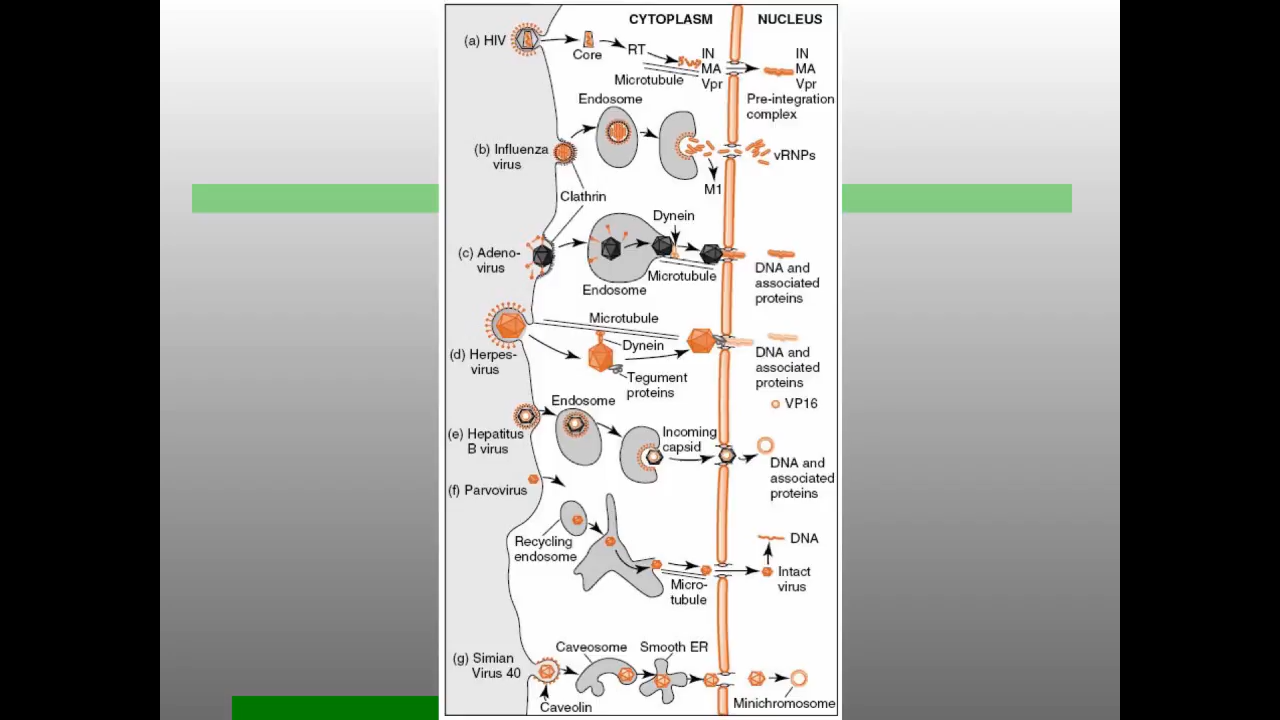 CYTOPLASM
NUCLEUS
(a) HIV
Core
RT
IN
MA
Vpr
Microtubule
IN
MA
Vpr
Pre-integration
complex
Endosome
(b) Influenza
virus
M1
vRNPs
Clathrin
Dynein
(c) Adeno-
virus
Microtubule
Endosome
DNA and
associated
proteins
Microtubule
Dynein
(d) Herpes-
virus
Tegument
proteins
DNA and
associated
proteins
VP16
Endosome
(e) Hepatitus
B virus
Incoming
capsid
DNA and
associated
proteins
(f) Parvovirus
Recycling
endosome
Micro-
tubule
DNA
Intact
virus
Caveosome
Smooth ER
(g) Simian
Virus 40
Caveolin
Minichromosome